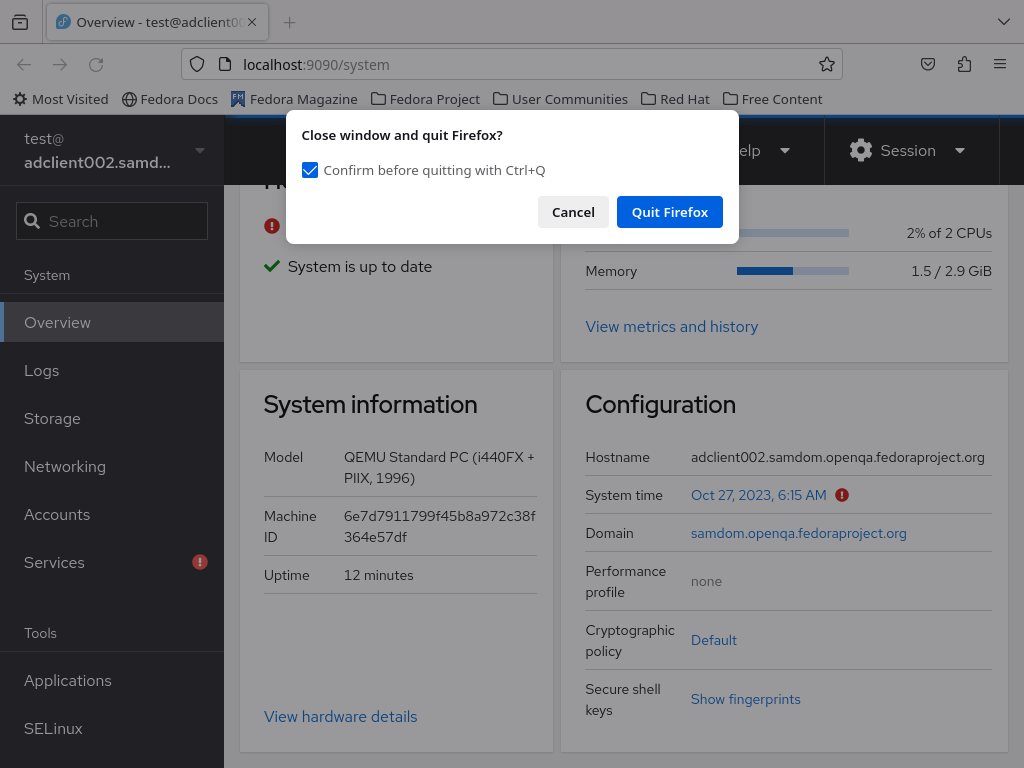 Overview - test@adclient00
localhost:9090/system
Most Visited
Fedora Docs
Fedora Magazine
Fedora Project
User Communities
Red Hat
Free Content
test@
adclient002.samd...
Session
Close window and quit Firefox?
Confirm before quitting with Ctrl+Q
Cancel
Quit Firefox
Search
System
Overview
Logs
Storage
Networking
Accounts
Services
Tools
Applications
SELinux
System is up to date
2% of 2 CPUs
Memory
1.5 / 2.9 GiB
View metrics and history
System information
Model
QEMU Standard PC (i440FX +
PIIX, 1996)
Machine
ID
6e7d7911799f45b8a972c38f
364e57df
Uptime
12 minutes
View hardware details
Configuration
Hostname
adclient002.samdom.openqa.fedoraproject.org
System time
Oct 27, 2023, 6:15 AM
Domain
samdom.openqa.fedoraproject.org
Performance
profile
none
Cryptographic
policy
Default
Secure shell
keys
Show fingerprints